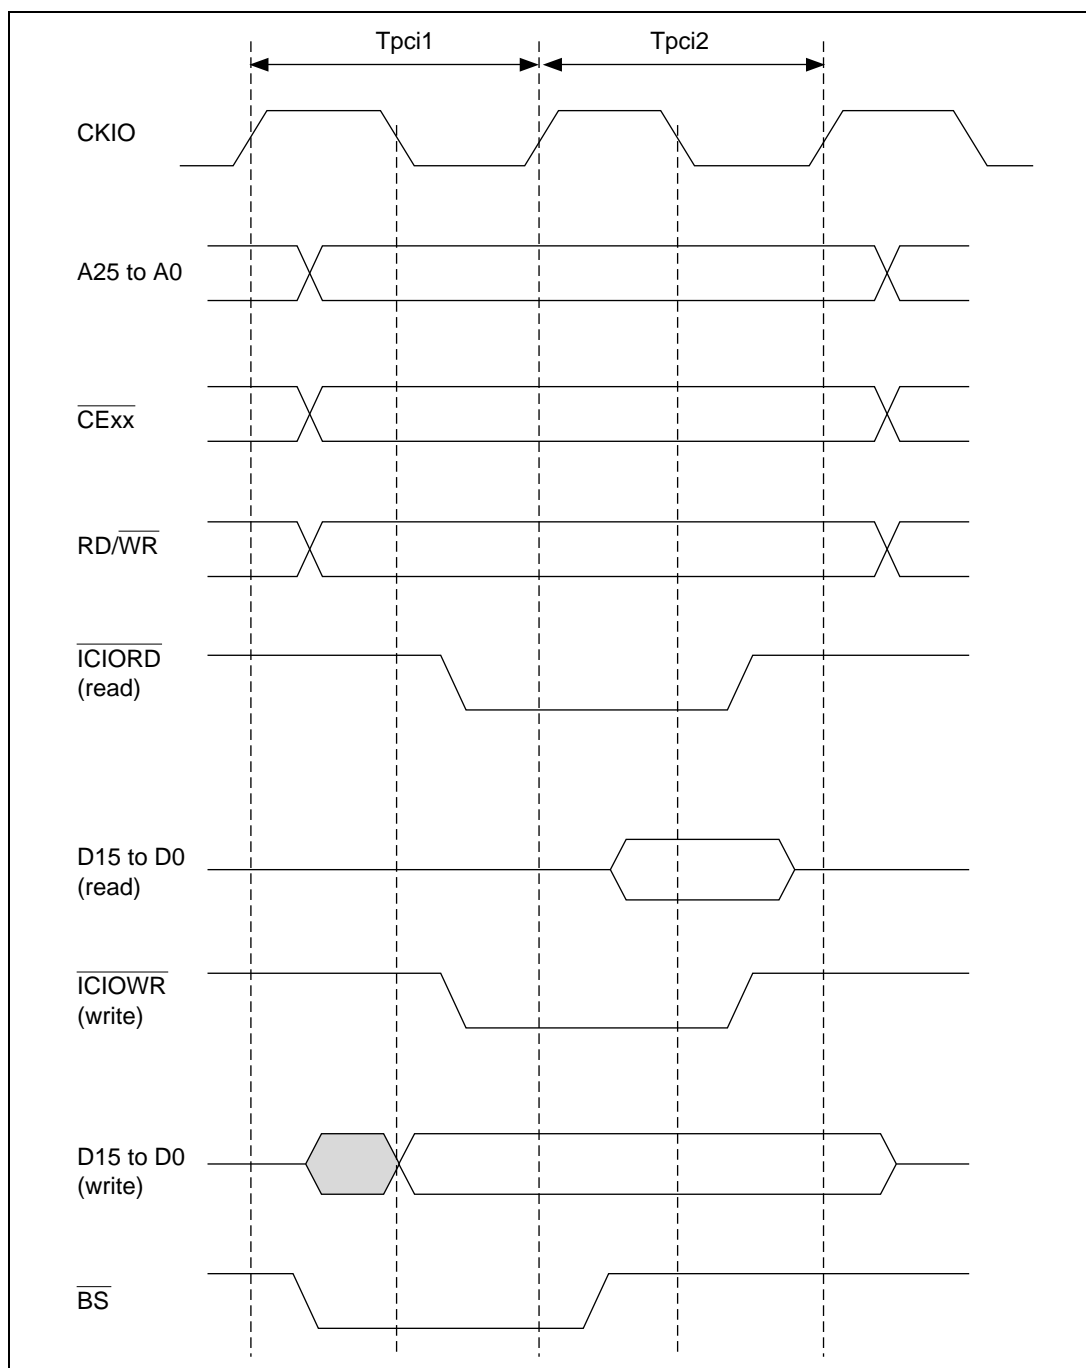 Tpci1
Tpci2
CKIO
A25 to A0
CExx
RD/WR
ICIORD
(read)
D15 to D0
(read)
ICIOWR
(write)
D15 to D0
(write)
BS